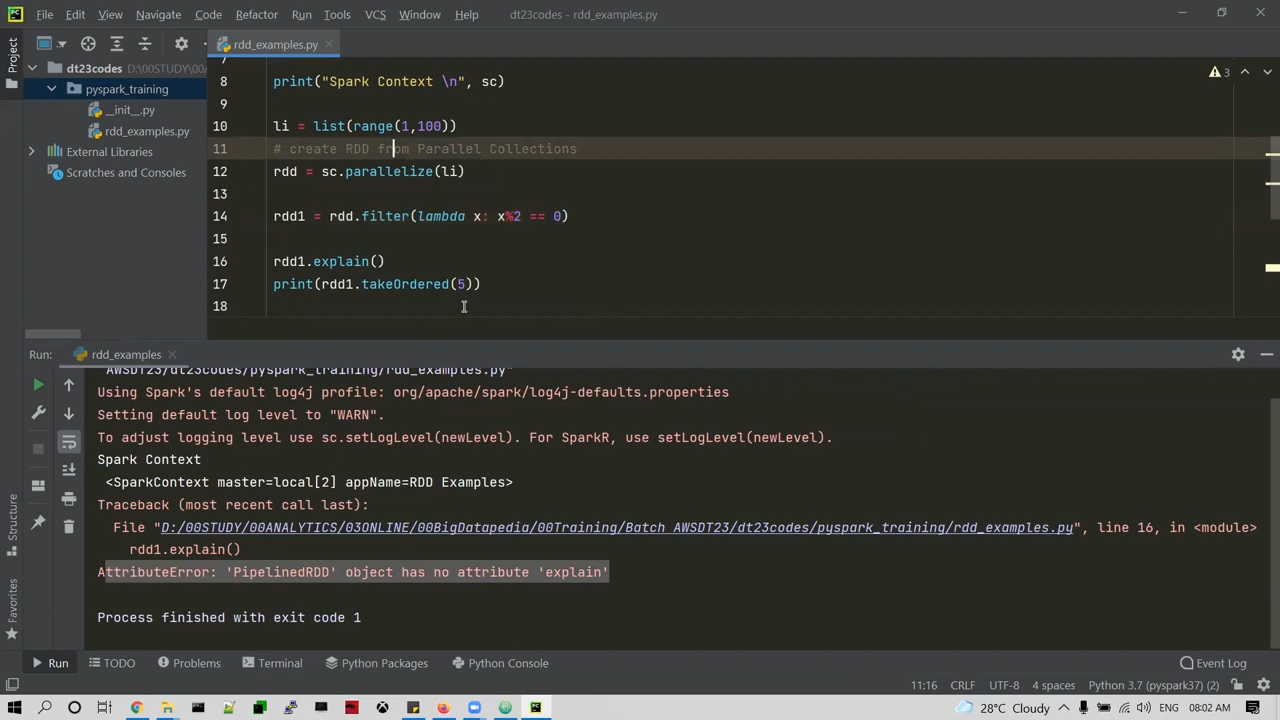 File Edit View Navigate Code Refactor Run Tools VCS Window Help dt23codes - rdd_examples.py
Project
rdd_examples.py
dt23codes D:\00STUDY\00A
pyspark_training
__init__.py
rdd_examples.py
External Libraries
Scratches and Consoles
3
7
8 print("Spark Context \n", sc)
9
10 li = list(range(1,100))
11 # create RDD from Parallel Collections
12 rdd = sc.parallelize(li)
13
14 rdd1 = rdd.filter(lambda x: x%2 == 0)
15
16 rdd1.explain()
17 print(rdd1.takeOrdered(5))
18
Run: rdd_examples
AWSDT23/dt23codes/pyspark_training/rdd_examples.py"
Using Spark's default log4j profile: org/apache/spark/log4j-defaults.properties
Setting default log level to "WARN".
To adjust logging level use sc.setLogLevel(newLevel). For SparkR, use setLogLevel(newLevel).
Spark Context
<SparkContext master=local[2] appName=RDD Examples>
Traceback (most recent call last):
File "D:/00STUDY/00ANALYTICS/03ONLINE/00BigDatapedia/00Training/Batch AWSDT23/dt23codes/pyspark_training/rdd_examples.py", line 16, in <module>
rdd1.explain()
AttributeError: 'PipelinedRDD' object has no attribute 'explain'
Process finished with exit code 1
Structure
Favorites
Run TODO Problems Terminal Python Packages Python Console Event Log
11:16 CRLF UTF-8 4 spaces Python 3.7 (pyspark37) (2)
28°C Cloudy ENG 08:02 AM